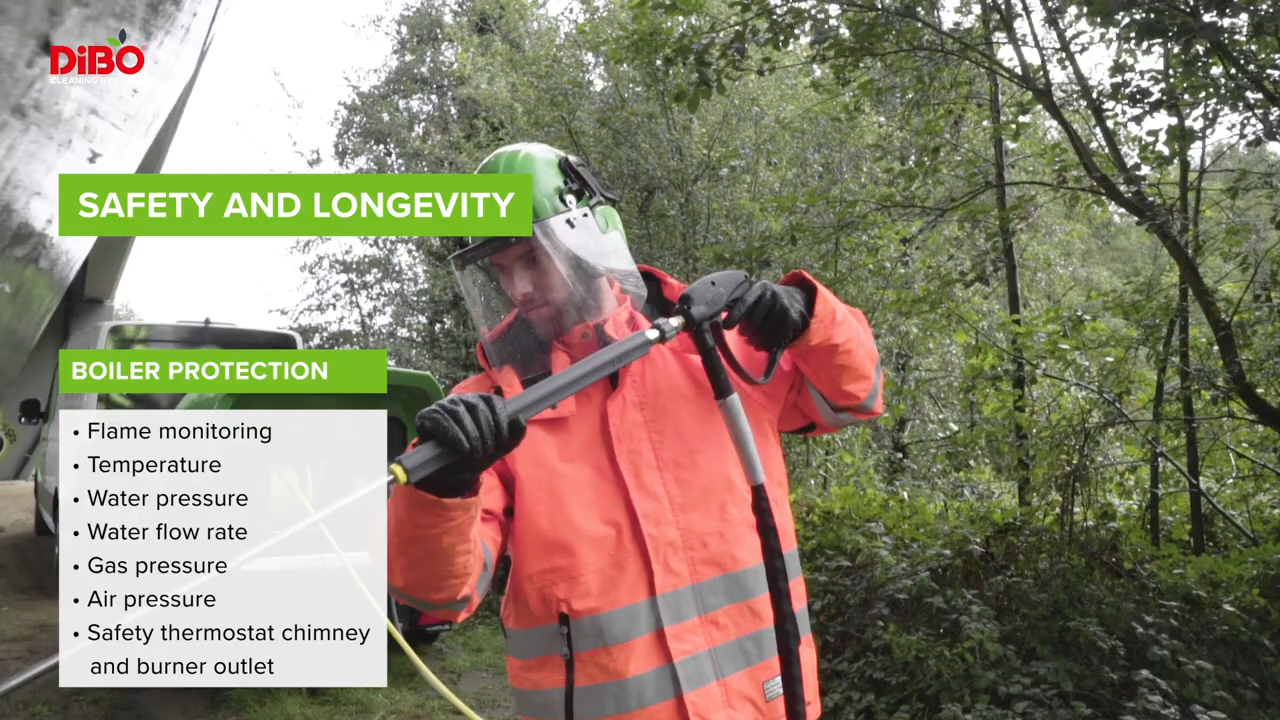 DiBO
CLEANING
SAFETY AND LONGEVITY
BOILER PROTECTION
• Flame monitoring
• Temperature
• Water pressure
• Water flow rate
• Gas pressure
• Air pressure
• Safety thermostat chimney
and burner outlet